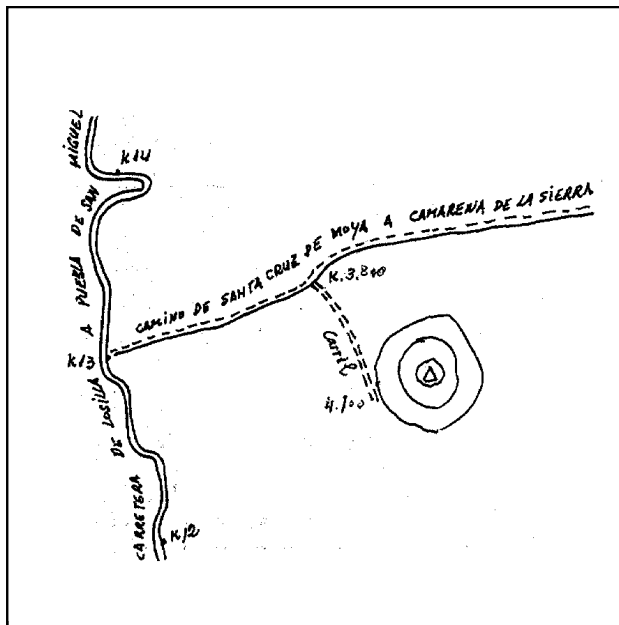 K14
CARRETERA DE LOSILLA A PUEBLA DE SAN MIGUEL
CAMINO DE SANTA CRUZ DE MOYA A CAMARENA DE LA SIERRA
K.3.800
K13
Carril
4.100
K12